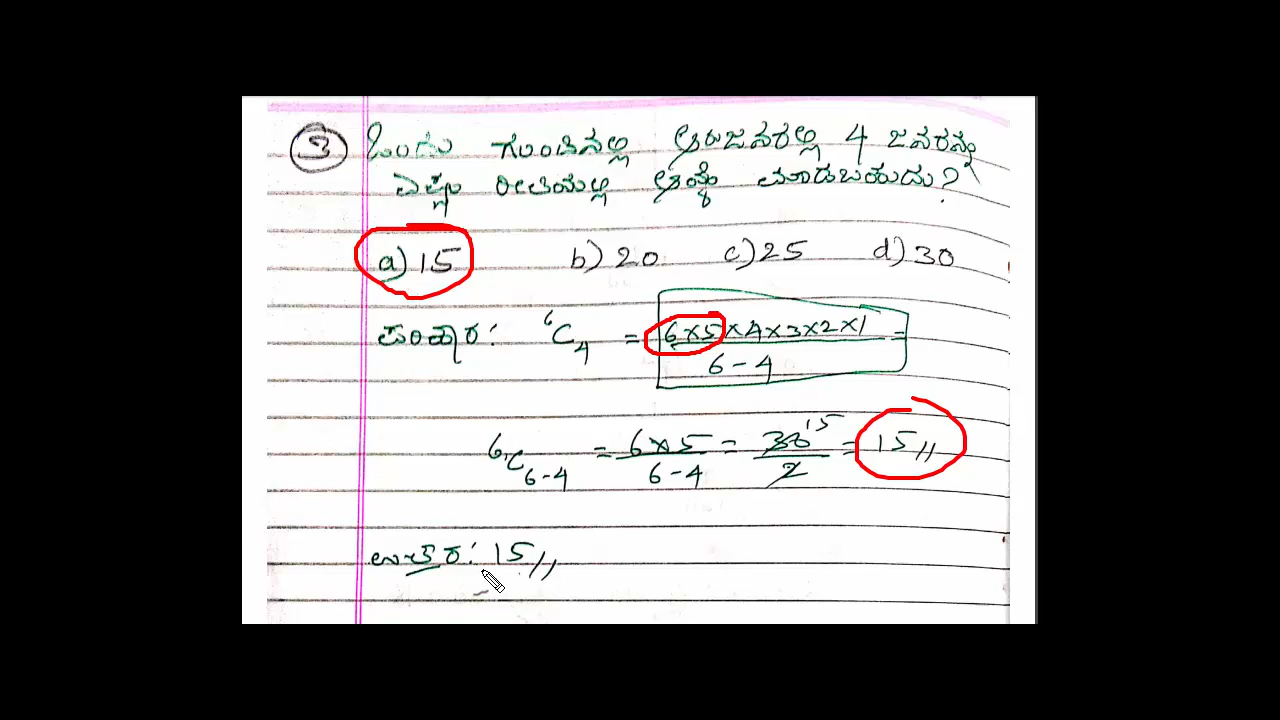 3 ಒಂದು ಗುಂಪಿನಲ್ಲಿ ಆರುಜನರಲ್ಲಿ 4 ಜನರನ್ನು
ಎಷ್ಟು ರೀತಿಯಲ್ಲಿ ಆಯ್ಕೆ ಮಾಡಬಹುದು?
a) 15 b) 20 c) 25 d) 30
ಪರಿಹಾರ: ⁶C₄ = 6×5×4×3×2×1 / 6-4 =
⁶C₆₋₄ = 6×5 / 6-4 = 30 / 2 15 = 15//
ಉತ್ತರ: 15//